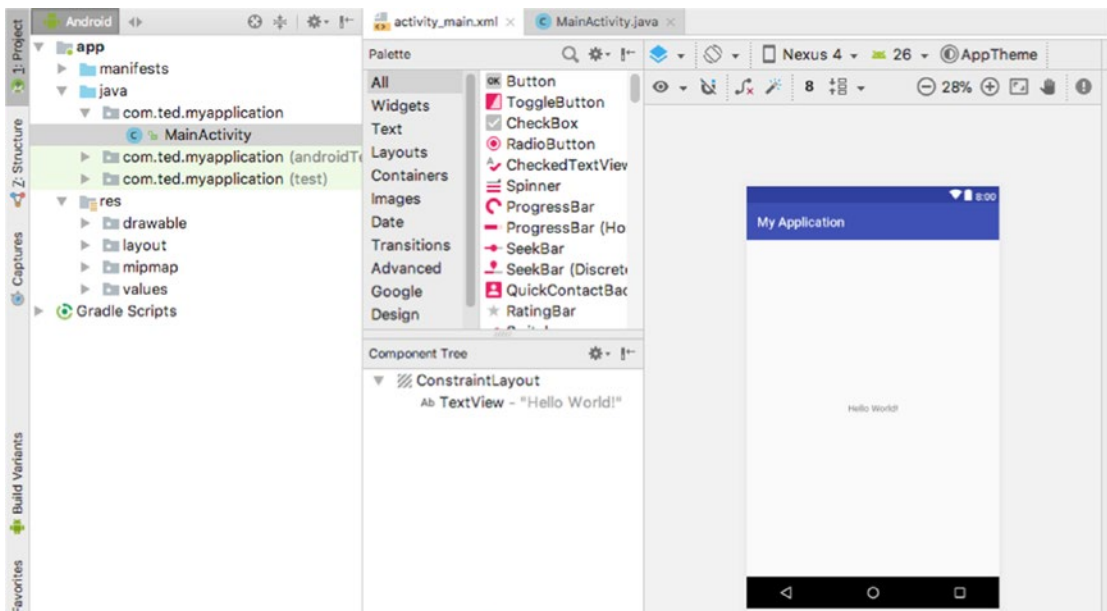 1: Project
Z: Structure
Captures
Build Variants
Favorites
Android
app
manifests
java
com.ted.myapplication
MainActivity
com.ted.myapplication (androidTe
com.ted.myapplication (test)
res
drawable
layout
mipmap
values
Gradle Scripts
activity_main.xml
MainActivity.java
Palette
All
Widgets
Text
Layouts
Containers
Images
Date
Transitions
Advanced
Google
Design
OK Button
ToggleButton
CheckBox
RadioButton
CheckedTextView
Spinner
ProgressBar
ProgressBar (Ho
SeekBar
SeekBar (Discrete
QuickContactBad
RatingBar
Component Tree
ConstraintLayout
Ab TextView - "Hello World!"
Nexus 4
26
AppTheme
8
28%
8:00
My Application
Hello World!